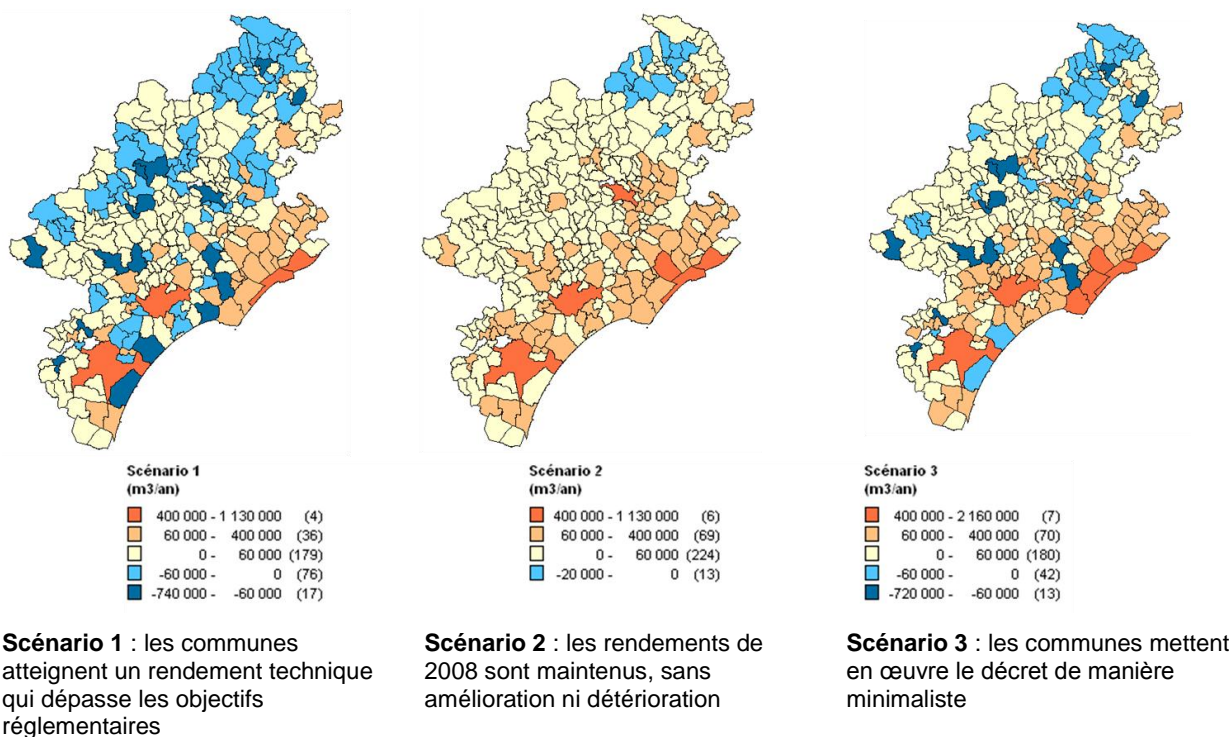 Scénario 1
(m3/an)
400 000 - 1 130 000 (4)
60 000 - 400 000 (36)
0 - 60 000 (179)
-60 000 - 0 (76)
-740 000 - -60 000 (17)
Scénario 2
(m3/an)
400 000 - 1 130 000 (6)
60 000 - 400 000 (69)
0 - 60 000 (224)
-20 000 - 0 (13)
Scénario 3
(m3/an)
400 000 - 2 160 000 (7)
60 000 - 400 000 (70)
0 - 60 000 (180)
-60 000 - 0 (42)
-720 000 - -60 000 (13)
Scénario 1 : les communes
atteignent un rendement technique
qui dépasse les objectifs
réglementaires
Scénario 2 : les rendements de
2008 sont maintenus, sans
amélioration ni détérioration
Scénario 3 : les communes mettent
en œuvre le décret de manière
minimaliste